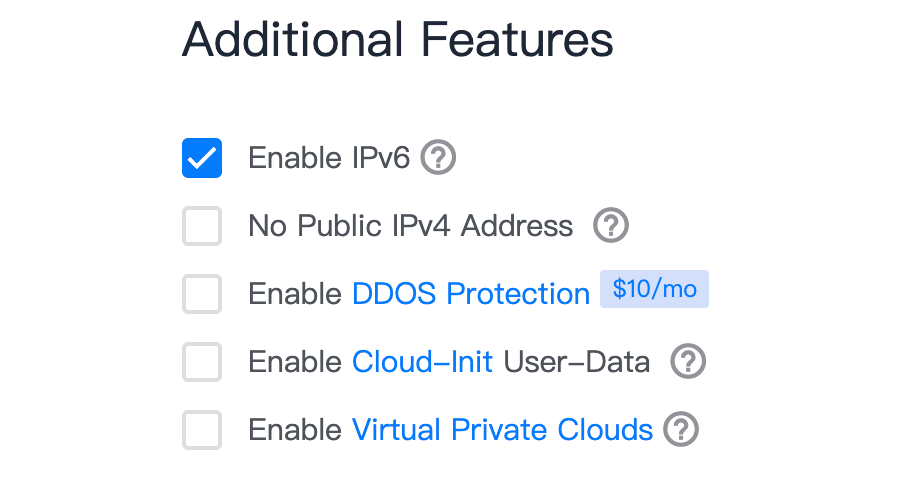 Additional Features
Enable IPv6
No Public IPv4 Address
Enable DDOS Protection $10/mo
Enable Cloud-Init User-Data
Enable Virtual Private Clouds